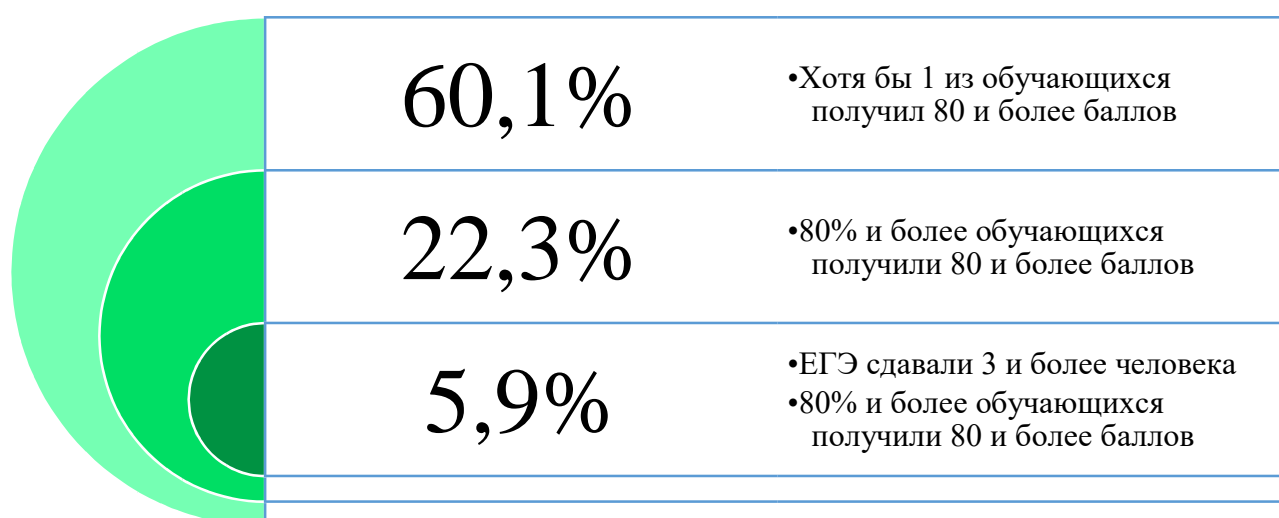 60,1%
•Хотя бы 1 из обучающихся
получил 80 и более баллов
22,3%
•80% и более обучающихся
получили 80 и более баллов
5,9%
•ЕГЭ сдавали 3 и более человека
•80% и более обучающихся
получили 80 и более баллов